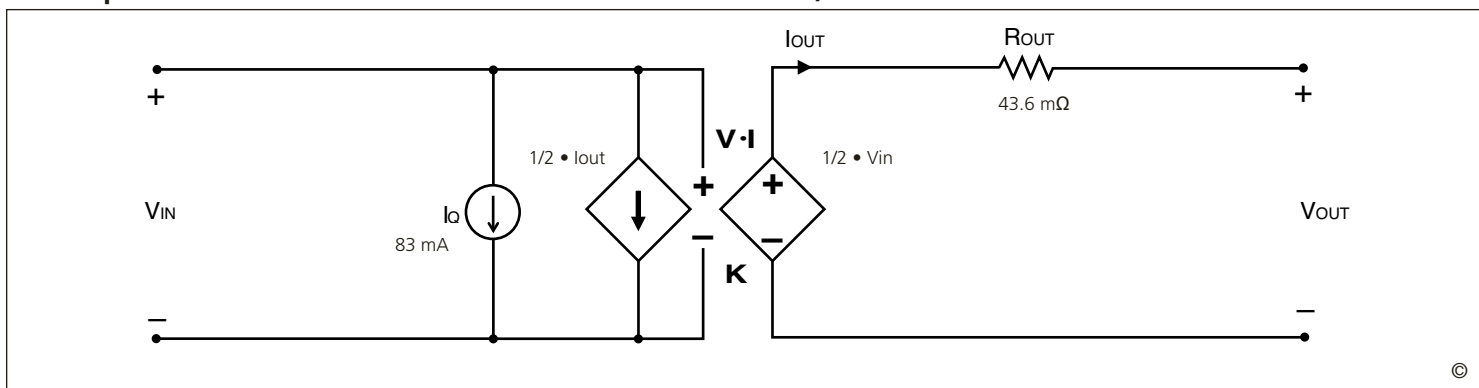 IOUT
ROUT
+
+
43.6 mΩ
V•I
1/2 • Iout
1/2 • Vin
+
+
VIN
IQ
VOUT
83 mA
−
−
K
−
−
©